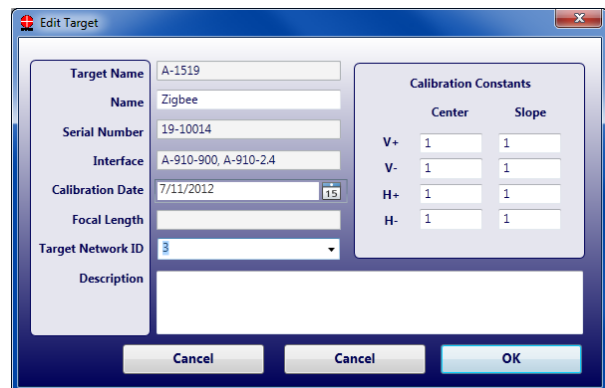 Edit Target
Target Name A-1519
Name Zigbee
Serial Number 19-10014
Interface A-910-900, A-910-2.4
Calibration Date 7/11/2012 15
Focal Length
Target Network ID 3
Description
Calibration Constants
Center Slope
V+ 1 1
V- 1 1
H+ 1 1
H- 1 1
Cancel Cancel OK